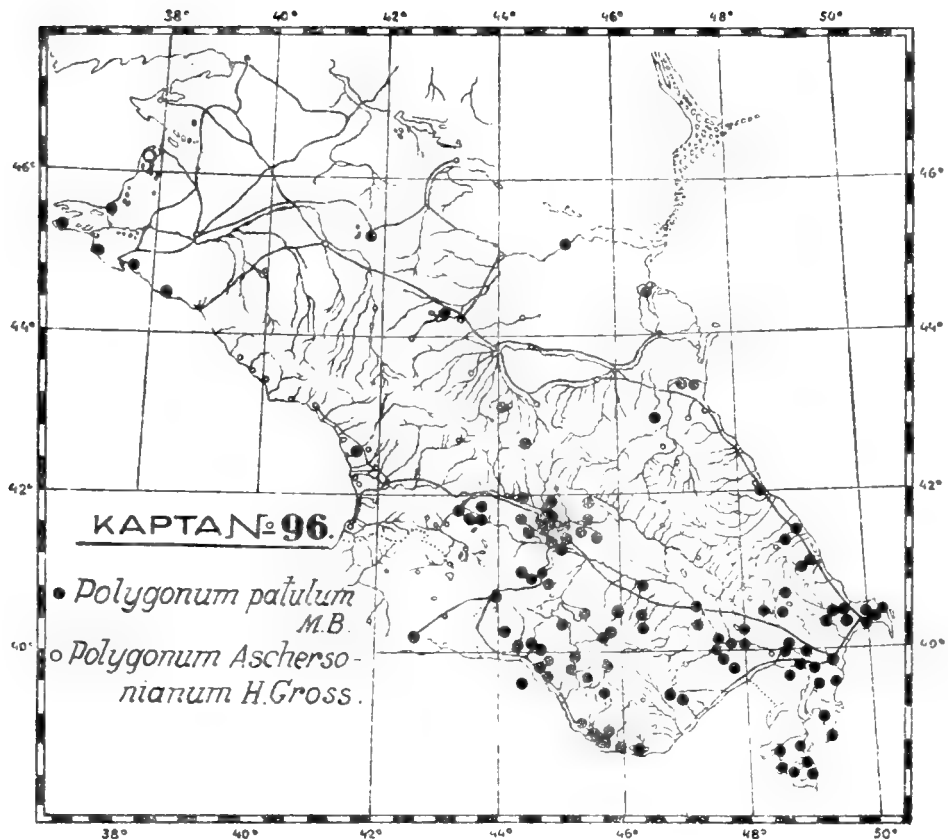 38° 40° 42° 44° 46° 48° 50°
46° 46°
44° 44°
42° 42°
КАРТА № 96.
Polygonum patulum
M.B.
40° 40°
Polygonum Ascherso-
nianum H.Gross.
38° 40° 42° 44° 46° 48° 50°